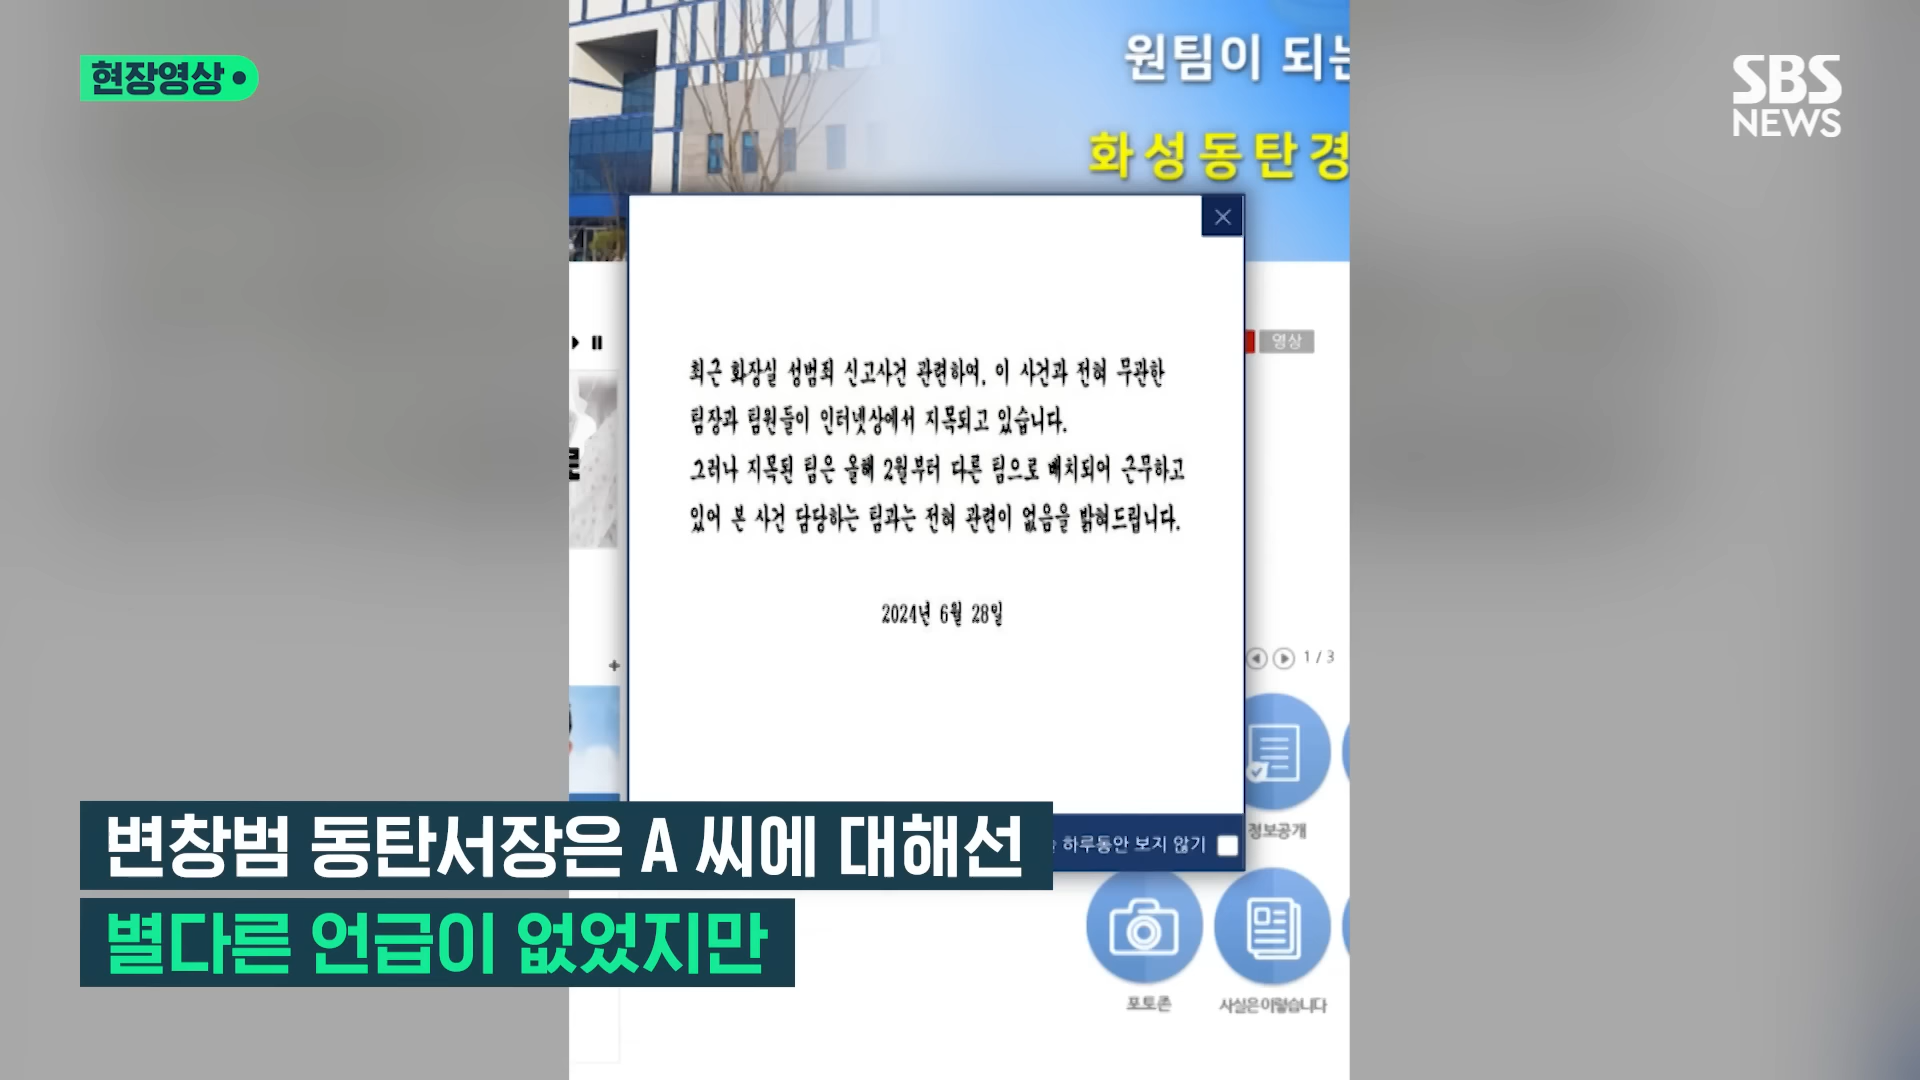 현장영상
SBS
NEWS
원팀이 되는
화성동탄경
영상
최근 화장실 성범죄 신고사건 관련하여, 이 사건과 전혀 무관한
팀장과 팀원들이 인터넷상에서 지목되고 있습니다.
그러나 지목된 팀은 올해 2월부터 다른 팀으로 배치되어 근무하고
있어 본 사건 담당하는 팀과는 전혀 관련이 없음을 밝혀드립니다.
2024년 6월 28일
1 / 3
정보공개
하루동안 보지 않기
변창범 동탄서장은 A 씨에 대해선
별다른 언급이 없었지만
포토존
사실은이렇습니다